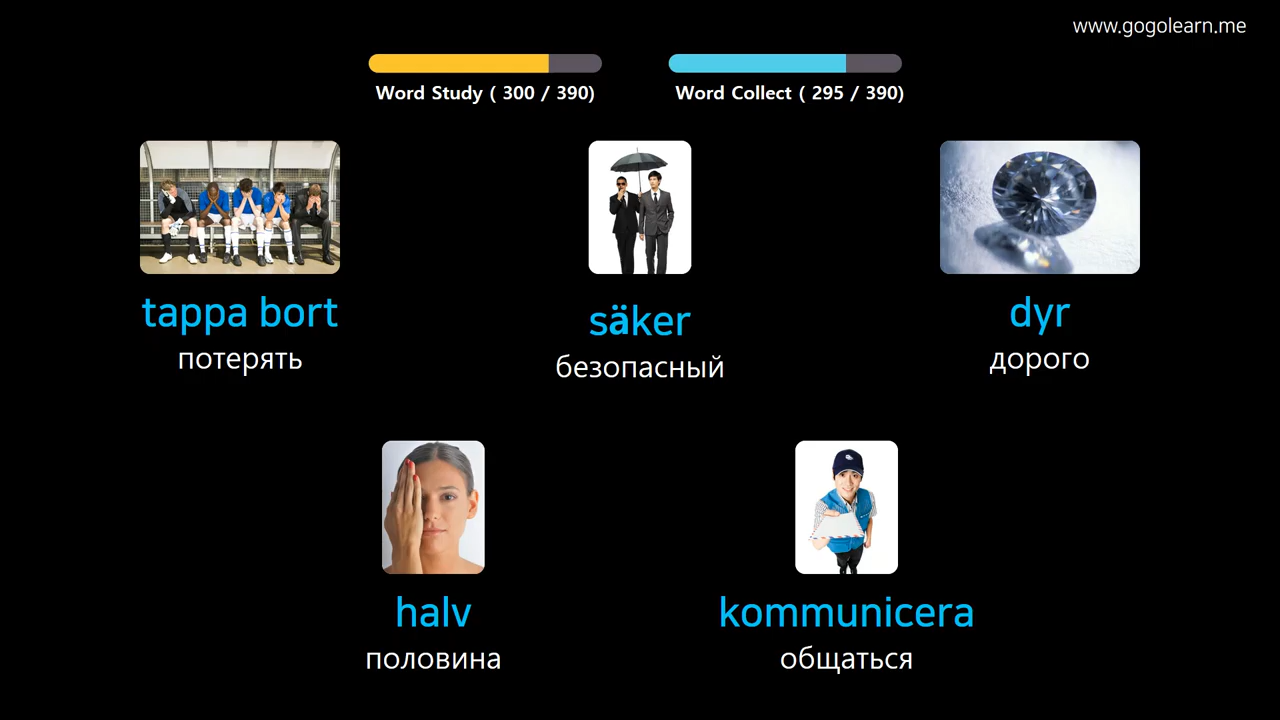 www.gogolearn.me
Word Study ( 300 / 390)
Word Collect ( 295 / 390)
tappa bort
потерять
säker
безопасный
dyr
дорого
halv
половина
kommunicera
общаться